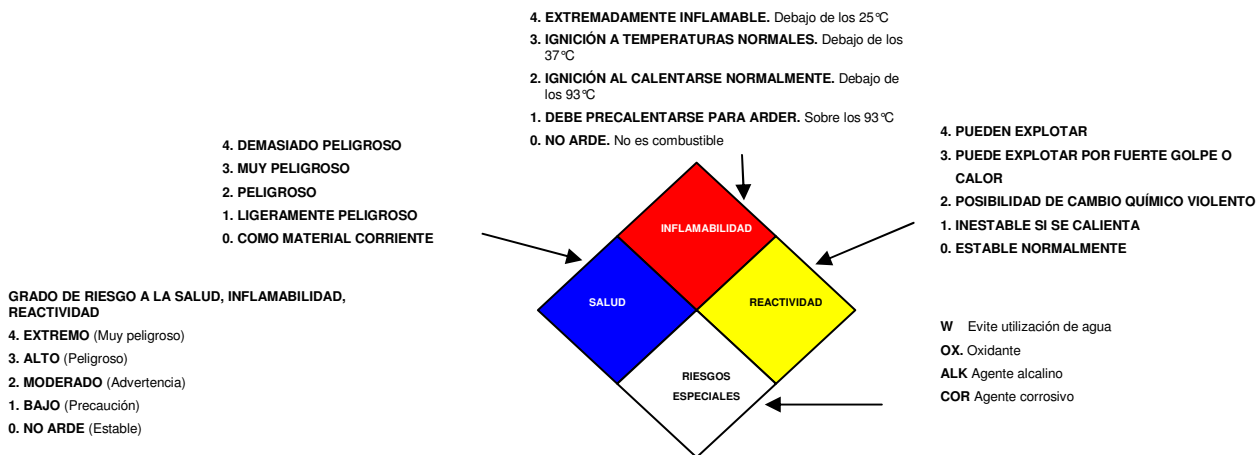 4. EXTREMADAMENTE INFLAMABLE. Debajo de los 25°C
3. IGNICIÓN A TEMPERATURAS NORMALES. Debajo de los
37°C
2. IGNICIÓN AL CALENTARSE NORMALMENTE. Debajo de
los 93°C
1. DEBE PRECALENTARSE PARA ARDER. Sobre los 93°C
0. NO ARDE. No es combustible
4. DEMASIADO PELIGROSO
3. MUY PELIGROSO
2. PELIGROSO
1. LIGERAMENTE PELIGROSO
0. COMO MATERIAL CORRIENTE
4. PUEDEN EXPLOTAR
3. PUEDE EXPLOTAR POR FUERTE GOLPE O
CALOR
2. POSIBILIDAD DE CAMBIO QUÍMICO VIOLENTO
1. INESTABLE SI SE CALIENTA
0. ESTABLE NORMALMENTE
INFLAMABILIDAD
SALUD
REACTIVIDAD
RIESGOS
ESPECIALES
GRADO DE RIESGO A LA SALUD, INFLAMABILIDAD,
REACTIVIDAD
4. EXTREMO (Muy peligroso)
3. ALTO (Peligroso)
2. MODERADO (Advertencia)
1. BAJO (Precaución)
0. NO ARDE (Estable)
W Evite utilización de agua
OX. Oxidante
ALK Agente alcalino
COR Agente corrosivo